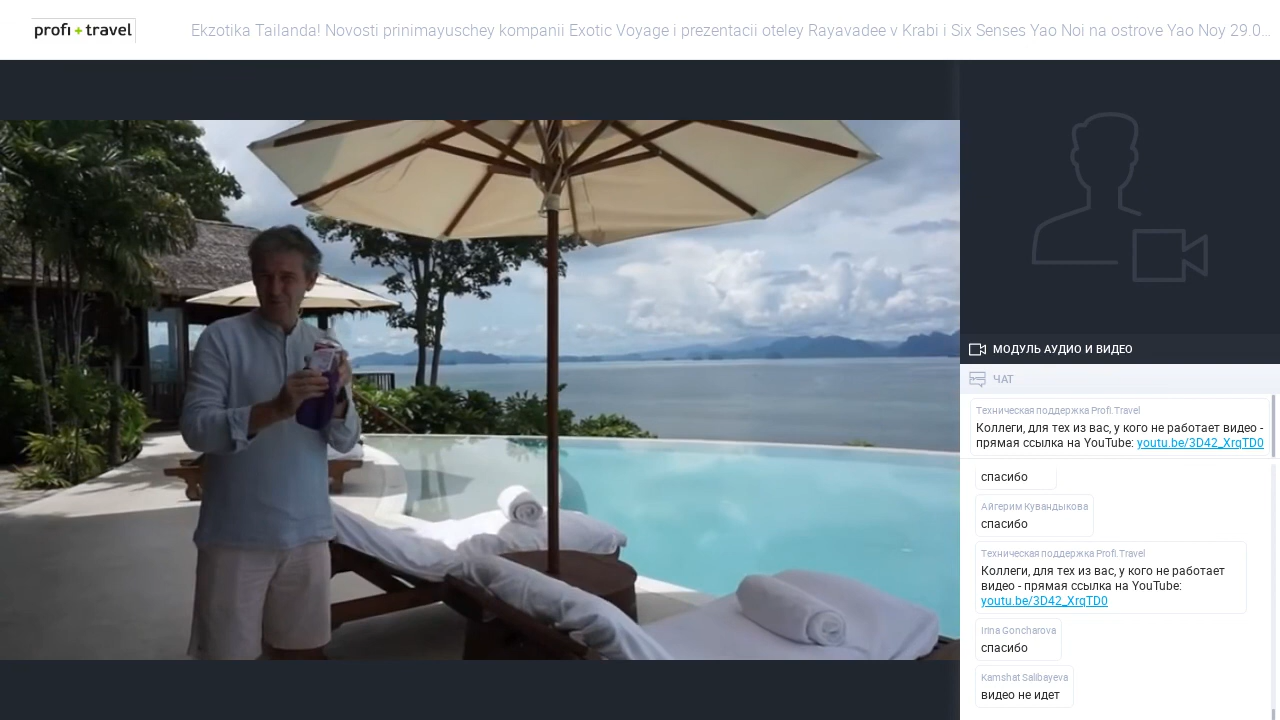 profi + travel
Ekzotika Tailanda! Novosti prinimayuschey kompanii Exotic Voyage i prezentacii oteley Rayavadee v Krabi i Six Senses Yao Noi na ostrove Yao Noy 29.0...
МОДУЛЬ АУДИО И ВИДЕО
ЧАТ
Техническая поддержка Profi.Travel
Коллеги, для тех из вас, у кого не работает видео -
прямая ссылка на YouTube: youtu.be/3D42_XrqTD0
спасибо
Айгерим Кувандыкова
спасибо
Техническая поддержка Profi.Travel
Коллеги, для тех из вас, у кого не работает
видео - прямая ссылка на YouTube:
youtu.be/3D42_XrqTD0
Irina Goncharova
спасибо
Kamshat Salibayeva
видео не идет